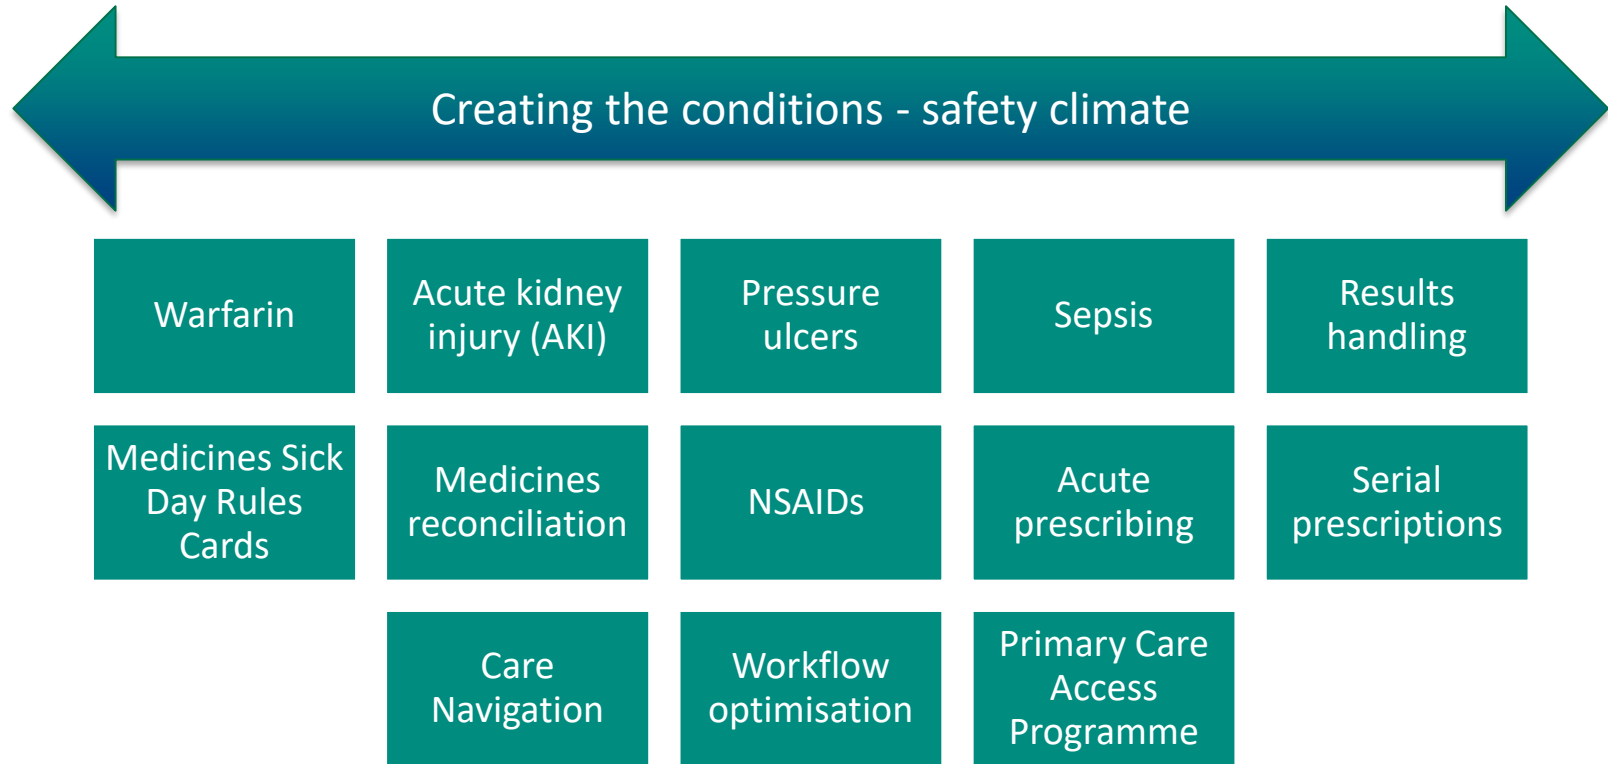 Creating the conditions - safety climate
Warfarin
Acute kidney
injury (AKI)
Pressure
ulcers
Sepsis
Results
handling
Medicines Sick
Day Rules
Cards
Medicines
reconciliation
NSAIDs
Acute
prescribing
Serial
prescriptions
Care
Navigation
Workflow
optimisation
Primary Care
Access
Programme